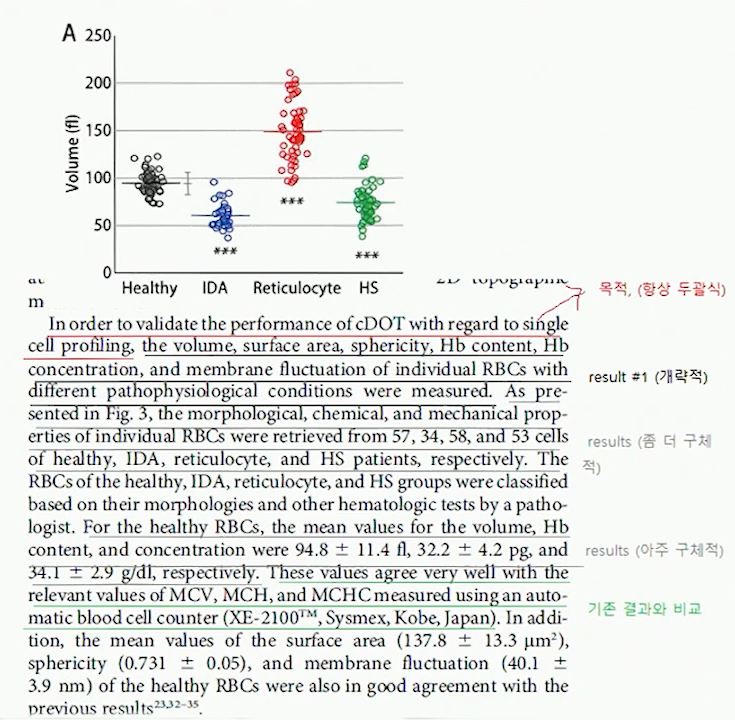 A
250
200
150
100
50
0
Volume (fl)
***
***
***
Healthy IDA Reticulocyte HS
2D topographic
m
목적, (항상 두괄식)
In order to validate the performance of cDOT with regard to single
cell profiling, the volume, surface area, sphericity, Hb content, Hb
concentration, and membrane fluctuation of individual RBCs with
result #1 (개략적)
different pathophysiological conditions were measured. As pre-
sented in Fig. 3, the morphological, chemical, and mechanical prop-
erties of individual RBCs were retrieved from 57, 34, 58, and 53 cells
results (좀 더 구체
적)
of healthy, IDA, reticulocyte, and HS patients, respectively. The
RBCs of the healthy, IDA, reticulocyte, and HS groups were classified
based on their morphologies and other hematologic tests by a patho-
logist. For the healthy RBCs, the mean values for the volume, Hb
content, and concentration were 94.8 ± 11.4 fl, 32.2 ± 4.2 pg, and
results (아주 구체적)
34.1 ± 2.9 g/dl, respectively. These values agree very well with the
relevant values of MCV, MCH, and MCHC measured using an auto-
기존 결과와 비교
matic blood cell counter (XE-2100™, Sysmex, Kobe, Japan). In addi-
tion, the mean values of the surface area (137.8 ± 13.3 μm²),
sphericity (0.731 ± 0.05), and membrane fluctuation (40.1 ±
3.9 nm) of the healthy RBCs were also in good agreement with the
previous results²³,³²⁻³⁵.